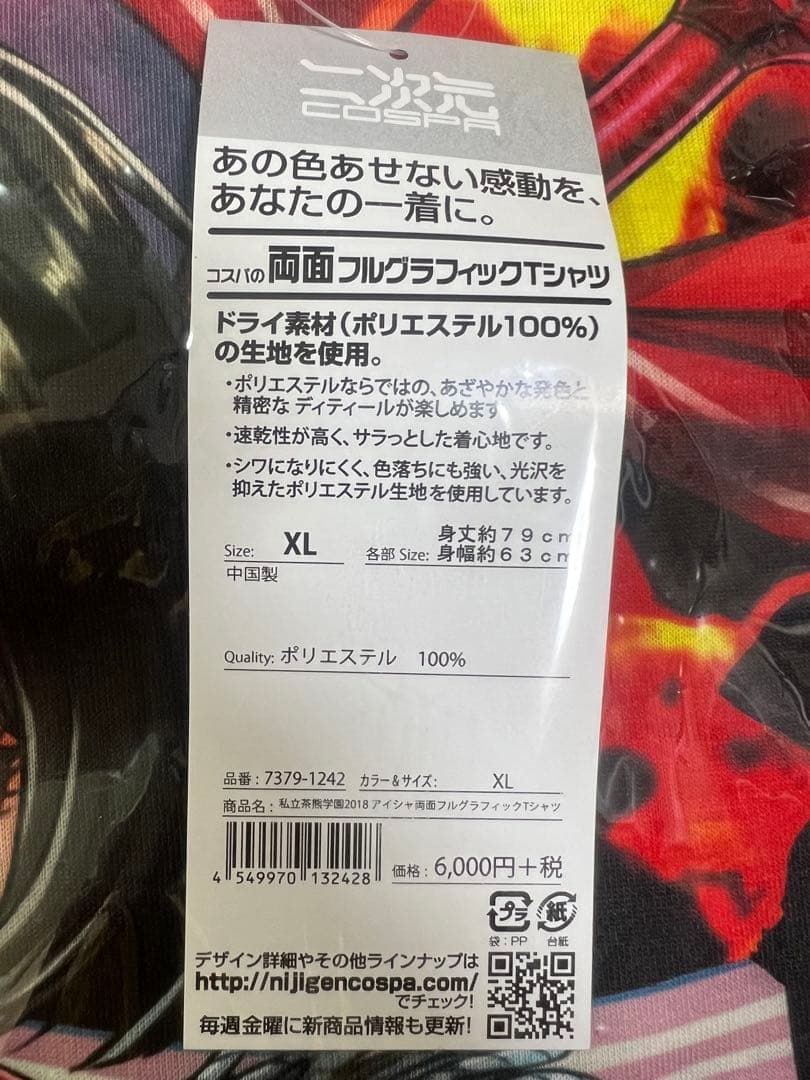 二次元
COSPA
あの色あせない感動を、
あなたの一着に。
コスパの 両面 フルグラフィックTシャツ
ドライ素材(ポリエステル100%)
の生地を使用。
・ポリエステルならではの、あざやかな発色と
精密な ディティールが楽しめます
・速乾性が高く、サラっとした着心地です。
・シワになりにくく、色落ちにも強い、光沢を
抑えたポリエステル生地を使用しています。
身丈約79cm
Size: XL 各部 Size: 身幅約63cm
中国製
Quality: ポリエステル 100%
品番：7379-1242 カラー＆サイズ: XL
商品名：私立茶熊学園2018 アイシャ両面フルグラフィックTシャツ
4 549970 132428
価格：6,000円＋税
プラ 紙
袋：PP 台紙
デザイン詳細やその他ラインナップは
http://nijigencospa.com/
でチェック!
毎週金曜に新商品情報も更新!